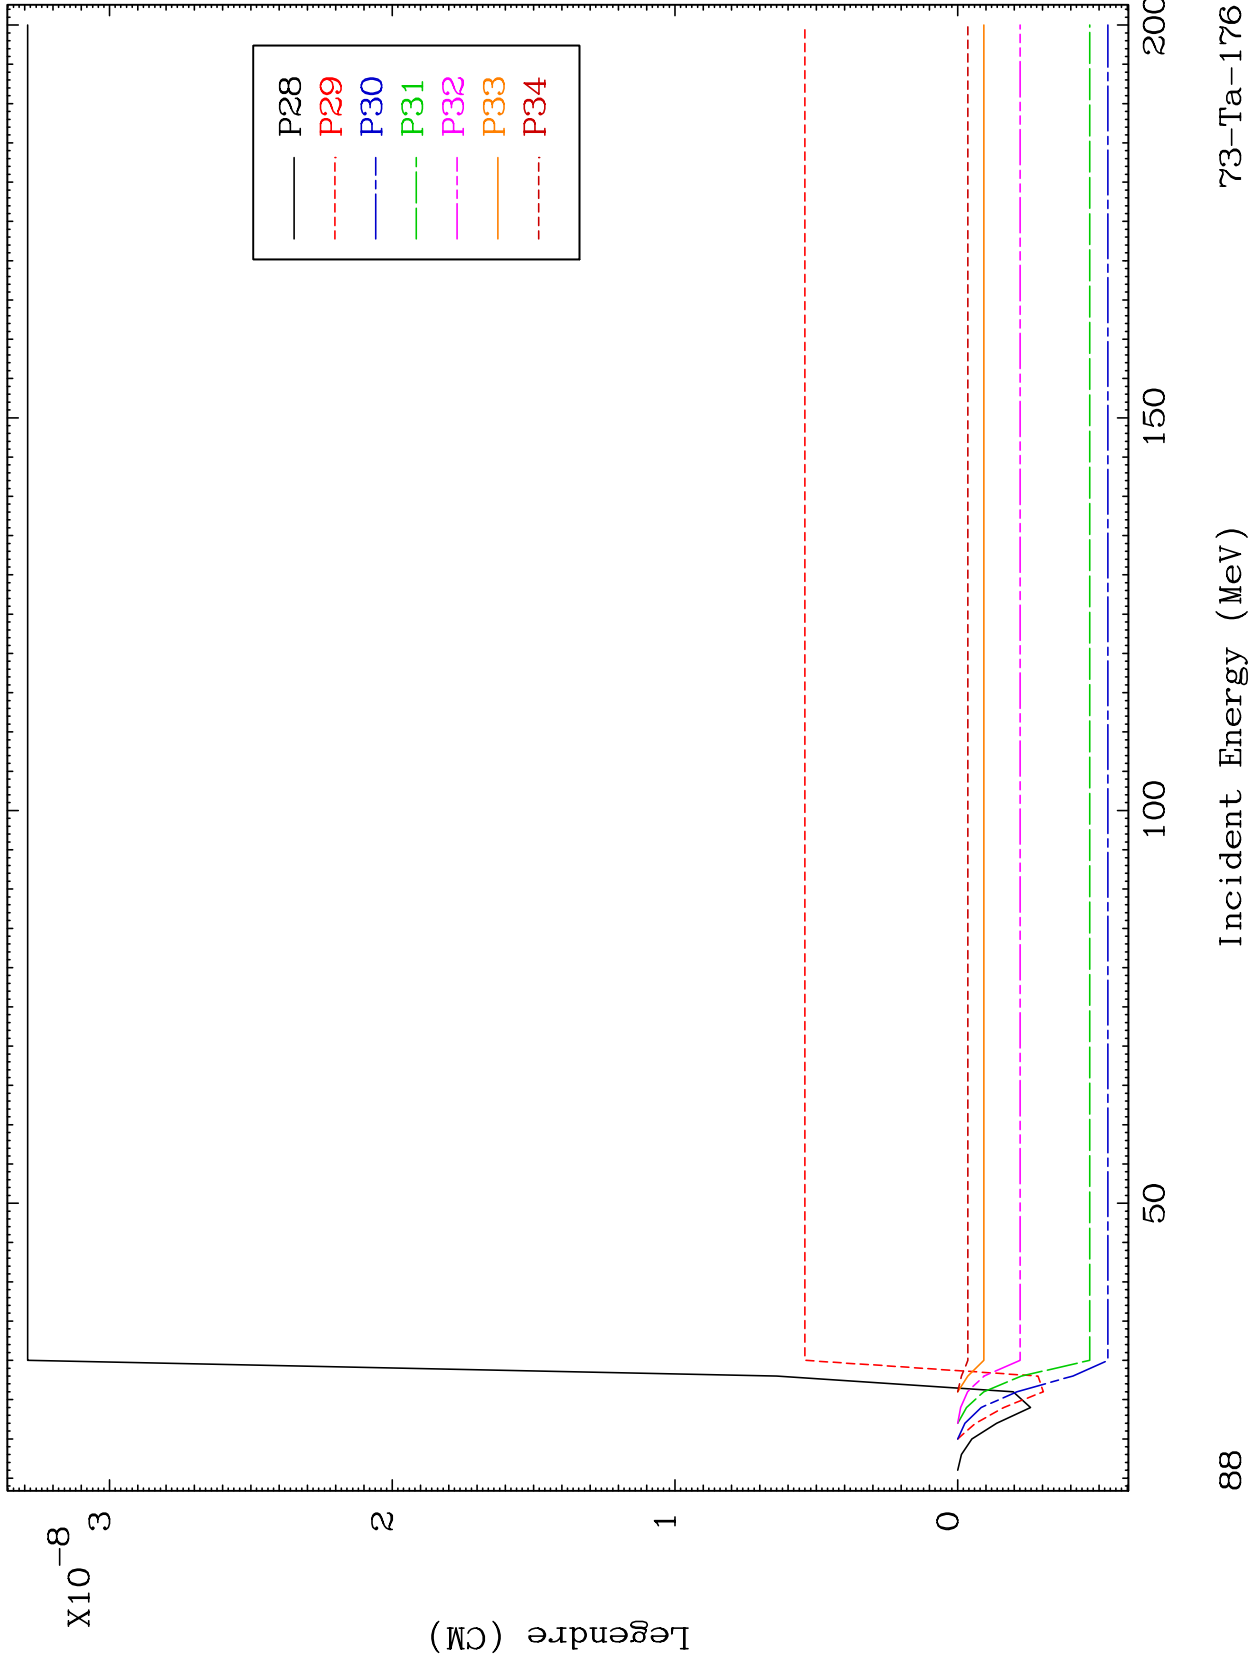 X10-8
3
2
1
0
Legendre (CM)
P28
P29
P30
P31
P32
P33
P34
50
100
150
200
Incident Energy (MeV)
88
73-Ta-176